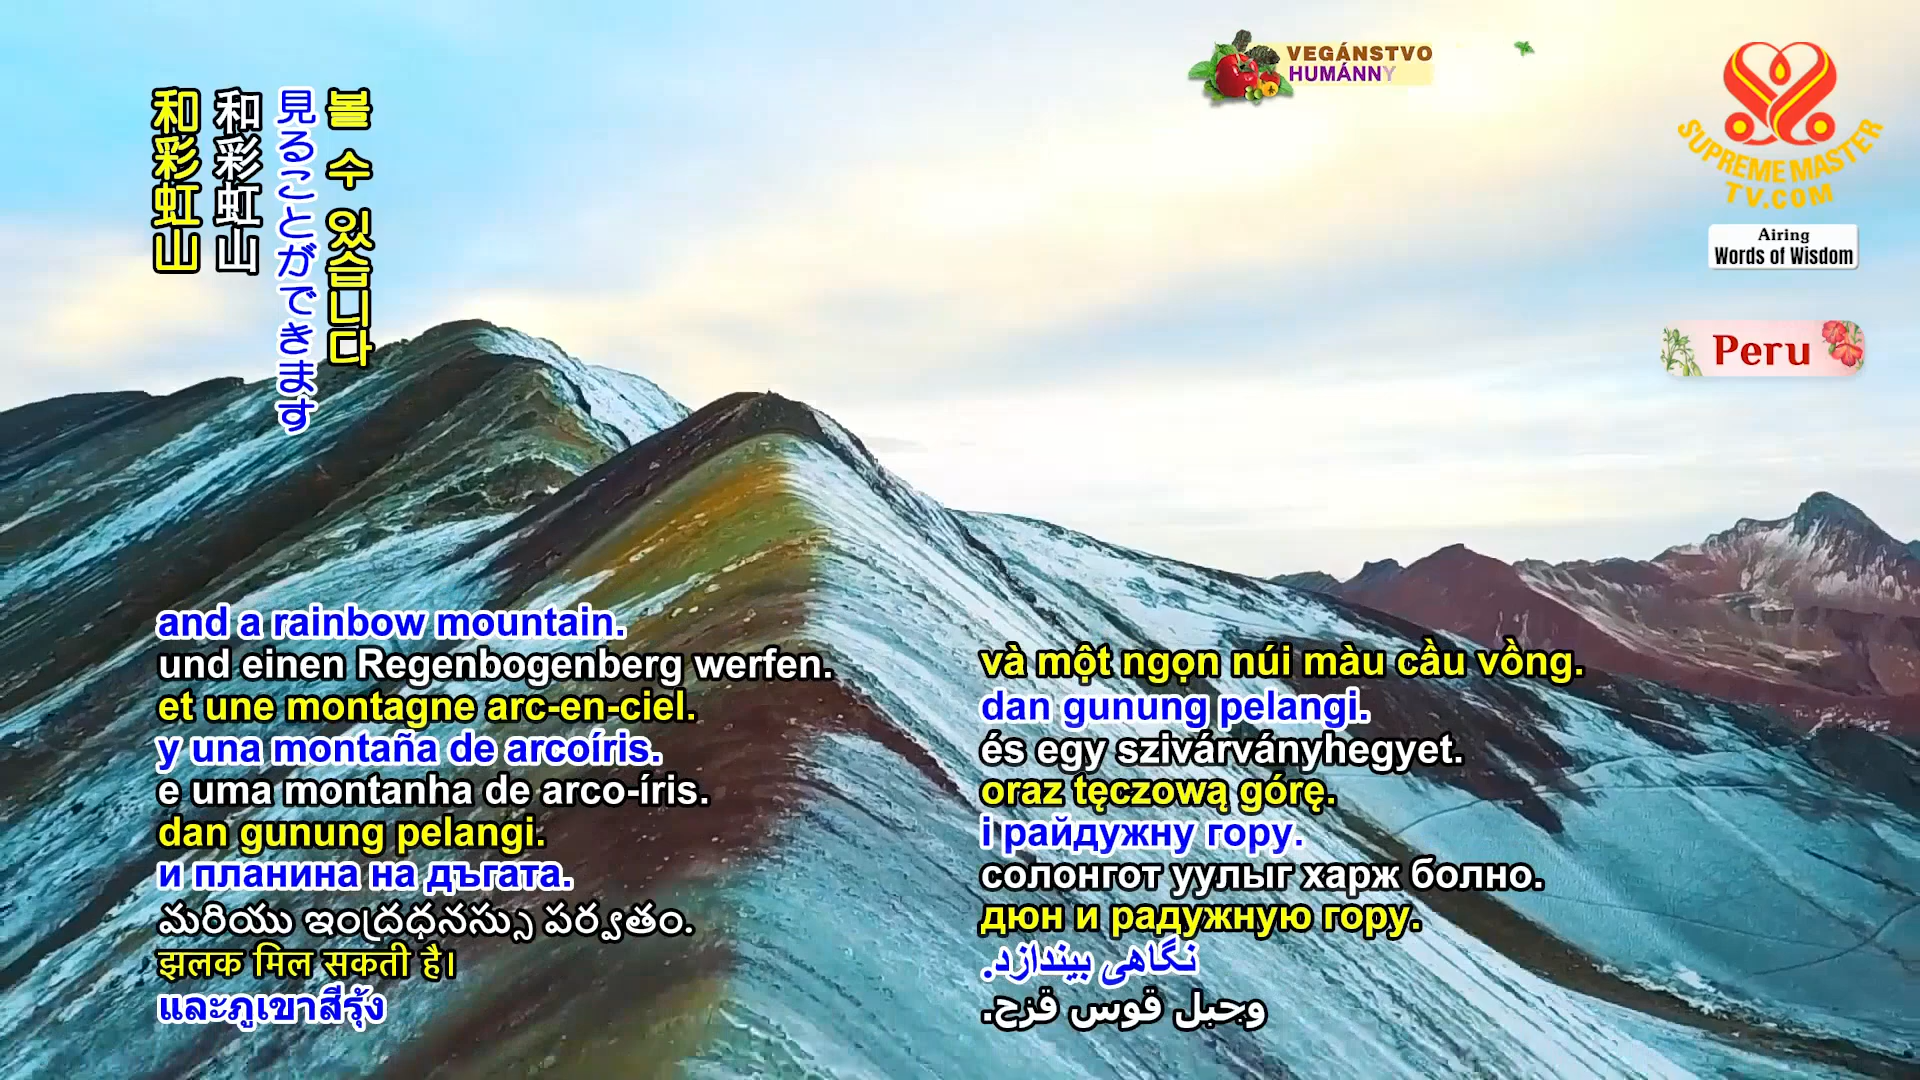 볼 수 있습니다
見ることができます
和彩虹山
和彩虹山
VEGÁNSTVO
HUMÁNNY
SUPREME MASTER
TV.COM
Airing
Words of Wisdom
Peru
and a rainbow mountain.
und einen Regenbogenberg werfen.
et une montagne arc-en-ciel.
y una montaña de arcoíris.
e uma montanha de arco-íris.
dan gunung pelangi.
и планина на дъгата.
మరియు ఇంద్రధనస్సు పర్వతం.
झलक मिल सकती है।
และภูเขาสีรุ้ง
và một ngọn núi màu cầu vồng.
dan gunung pelangi.
és egy szivárványhegyet.
oraz tęczową górę.
і райдужну гору.
солонгот уулыг харж болно.
дюн и радужную гору.
نگاهی بیندازد.
وجبل قوس قزح.